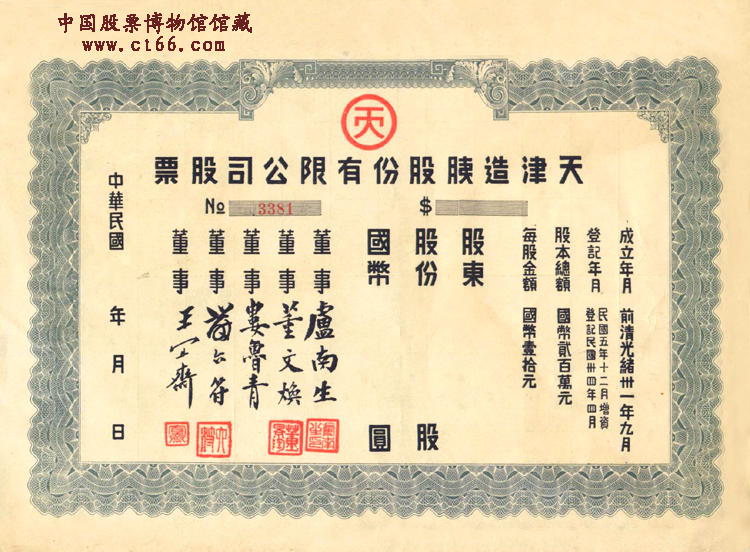 中国股票博物馆馆藏
www.ct66.com
天
天津造胰股份有限公司股票
$
№ 3381
成立年月 前清光緒卅一年九月
登記年月 民國五年十二月增資
登記民國卅四年四月
股本總額 國幣貳百萬元
每股金額 國幣壹拾元
股東
股份 股
國幣 圓
董事 盧南生
董事 董文煥
董事 婁魯青
董事
董事 王
中華民國 年 月 日